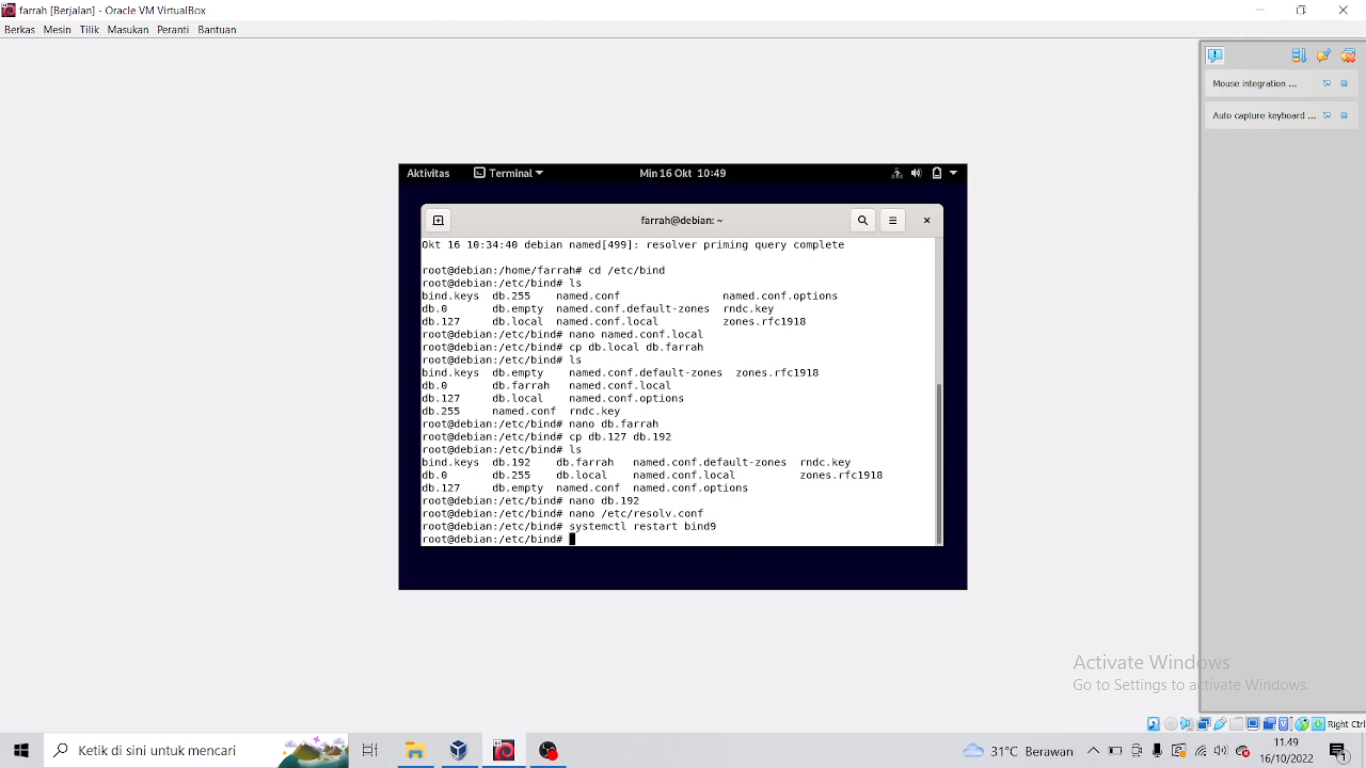 farrah [Berjalan] - Oracle VM VirtualBox
Berkas Mesin Tilik Masukan Peranti Bantuan
Mouse integration ...
Auto capture keyboard ...
Aktivitas Terminal Min 16 Okt 10:49
farrah@debian: ~
Okt 16 10:34:40 debian named[499]: resolver priming query complete
root@debian:/home/farrah# cd /etc/bind
root@debian:/etc/bind# ls
bind.keys db.255 named.conf named.conf.options
db.0 db.empty named.conf.default-zones rndc.key
db.127 db.local named.conf.local zones.rfc1918
root@debian:/etc/bind# nano named.conf.local
root@debian:/etc/bind# cp db.local db.farrah
root@debian:/etc/bind# ls
bind.keys db.empty named.conf.default-zones zones.rfc1918
db.0 db.farrah named.conf.local
db.127 db.local named.conf.options
db.255 named.conf rndc.key
root@debian:/etc/bind# nano db.farrah
root@debian:/etc/bind# cp db.127 db.192
root@debian:/etc/bind# ls
bind.keys db.192 db.farrah named.conf.default-zones rndc.key
db.0 db.255 db.local named.conf.local zones.rfc1918
db.127 db.empty named.conf named.conf.options
root@debian:/etc/bind# nano db.192
root@debian:/etc/bind# nano /etc/resolv.conf
root@debian:/etc/bind# systemctl restart bind9
root@debian:/etc/bind#
Activate Windows
Go to Settings to activate Windows.
Right Ctrl
Ketik di sini untuk mencari
31°C Berawan
11.49
16/10/2022
1